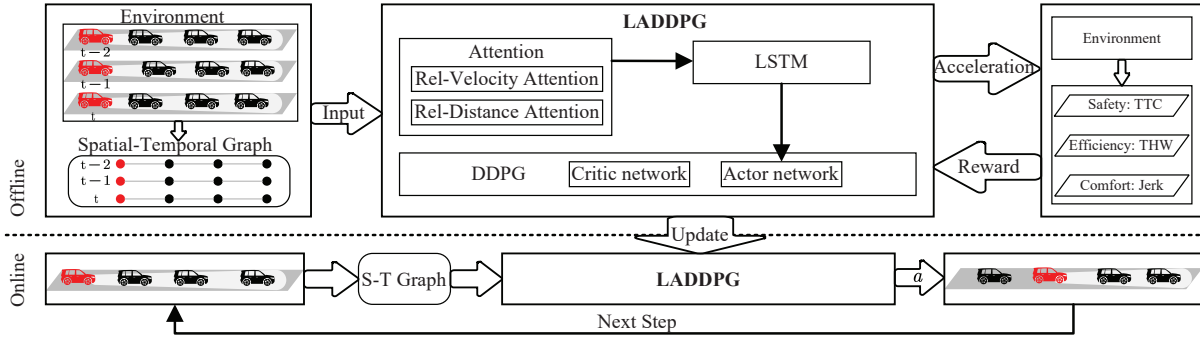 Environment
t−2
t−1
t
Spatial-Temporal Graph
t−2
t−1
t
Input
LADDPG
Attention
Rel-Velocity Attention
Rel-Distance Attention
LSTM
DDPG
Critic network
Actor network
Acceleration
Reward
Environment
Safety: TTC
Efficiency: THW
Comfort: Jerk
Offline
Update
Online
S-T Graph
LADDPG
a
Next Step